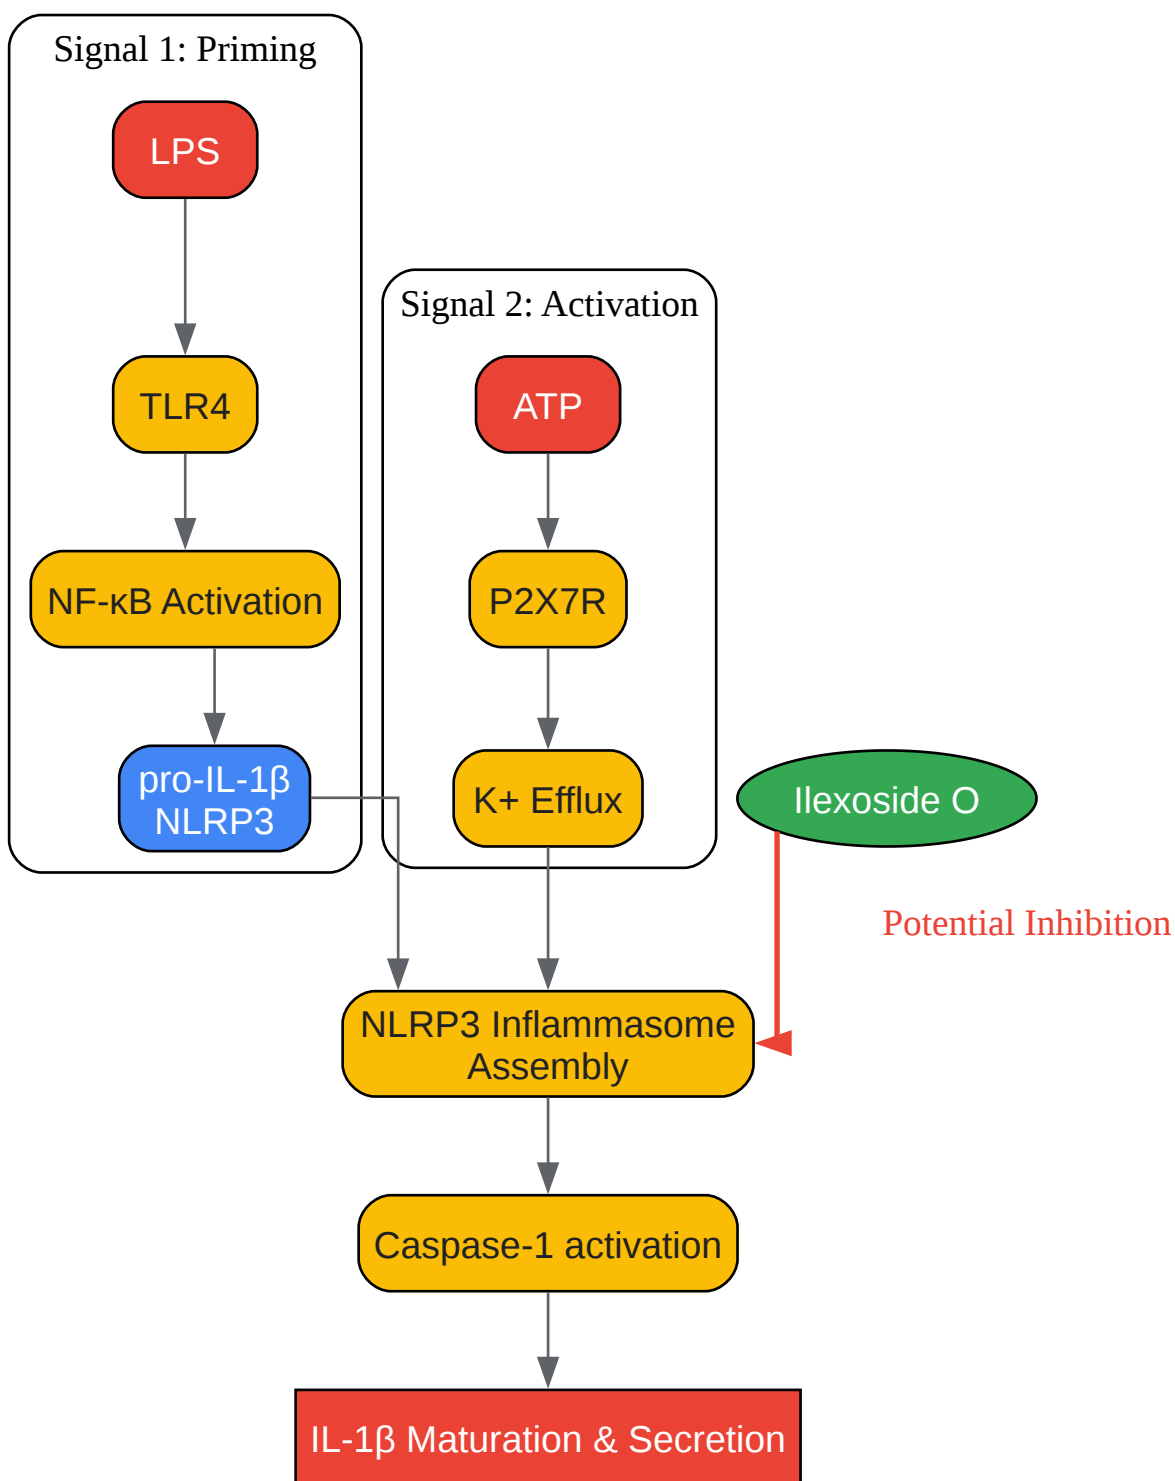 Signal 1: Priming
LPS
TLR4
NF-κB Activation
pro-IL-1β
NLRP3
Signal 2: Activation
ATP
P2X7R
K+ Efflux
Ilexoside O
Potential Inhibition
NLRP3 Inflammasome
Assembly
Caspase-1 activation
IL-1β Maturation & Secretion